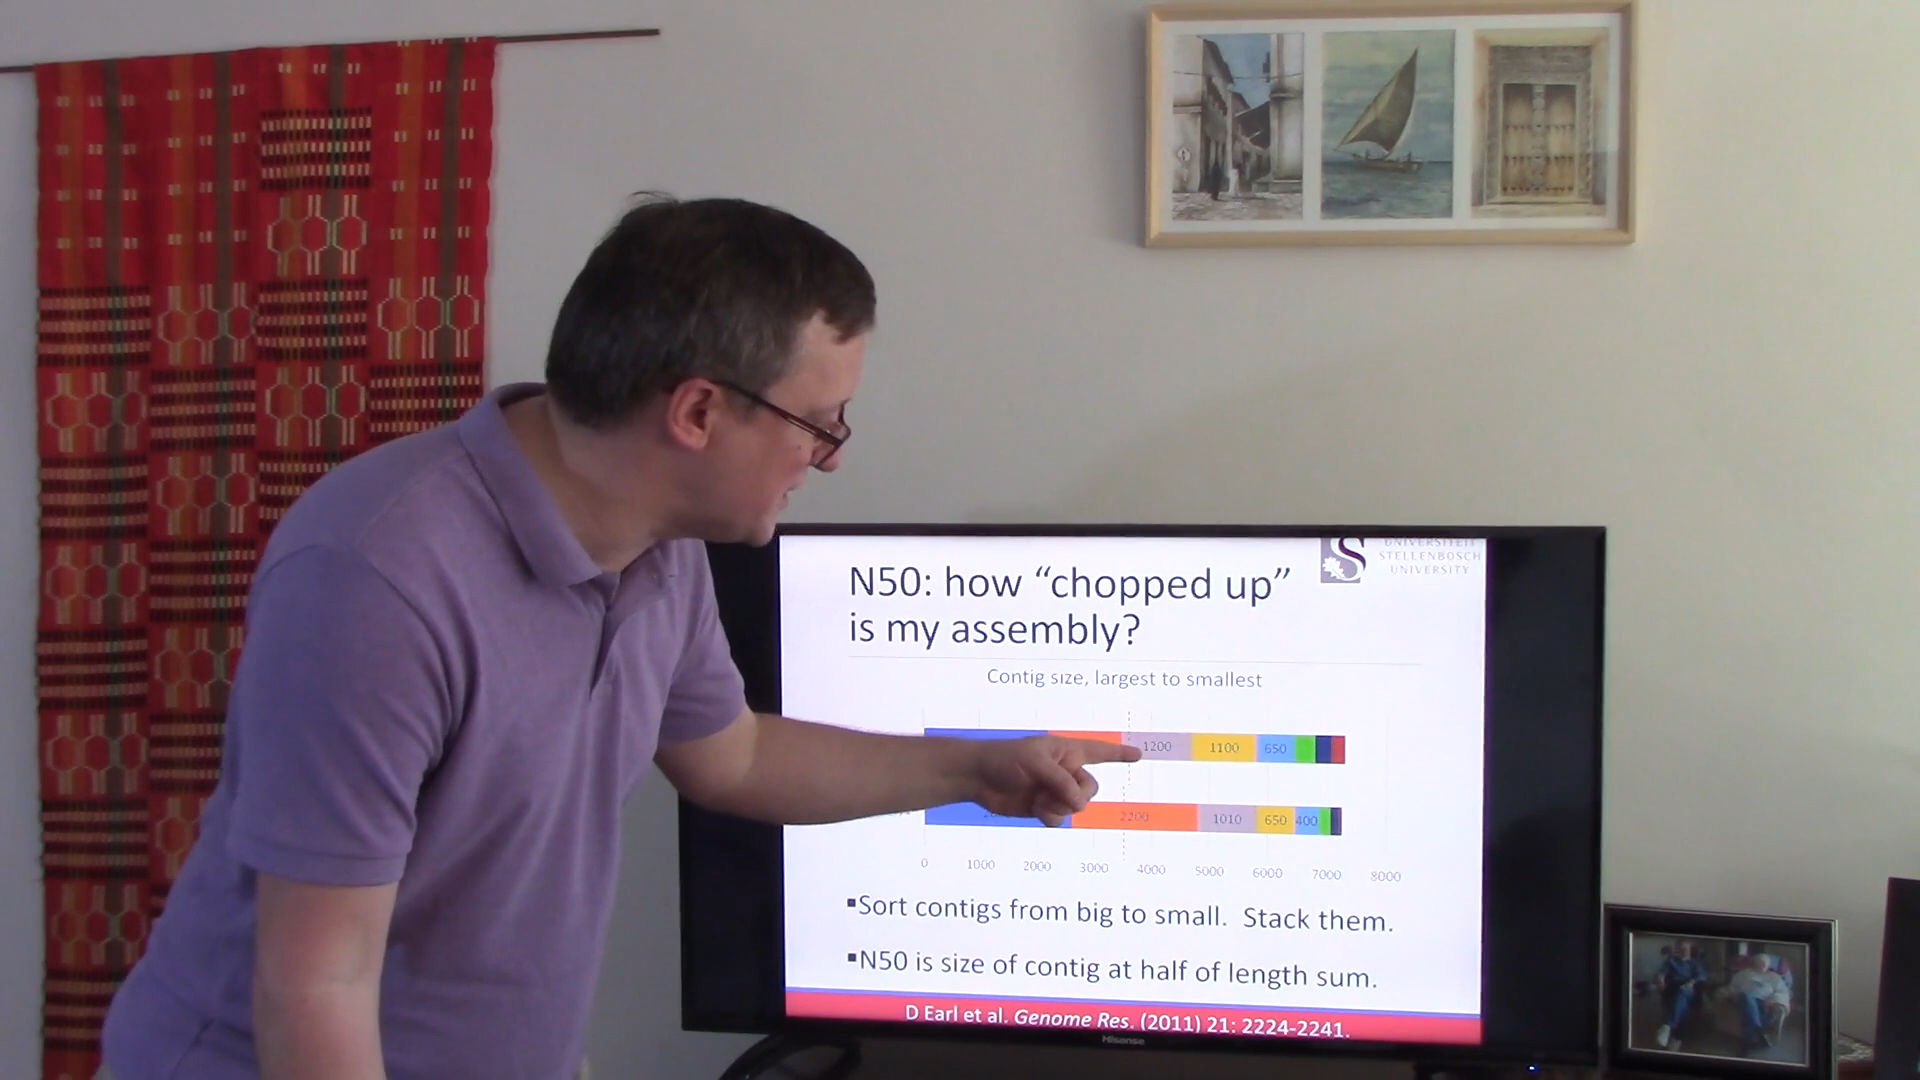 UNIVERSITEIT
STELLENBOSCH
UNIVERSITY
N50: how “chopped up”
is my assembly?
Contig size, largest to smallest
1200 1100 650
2200 1010 650 400
0 1000 2000 3000 4000 5000 6000 7000 8000
▪Sort contigs from big to small. Stack them.
▪N50 is size of contig at half of length sum.
D Earl et al. Genome Res. (2011) 21: 2224-2241.
Hisense